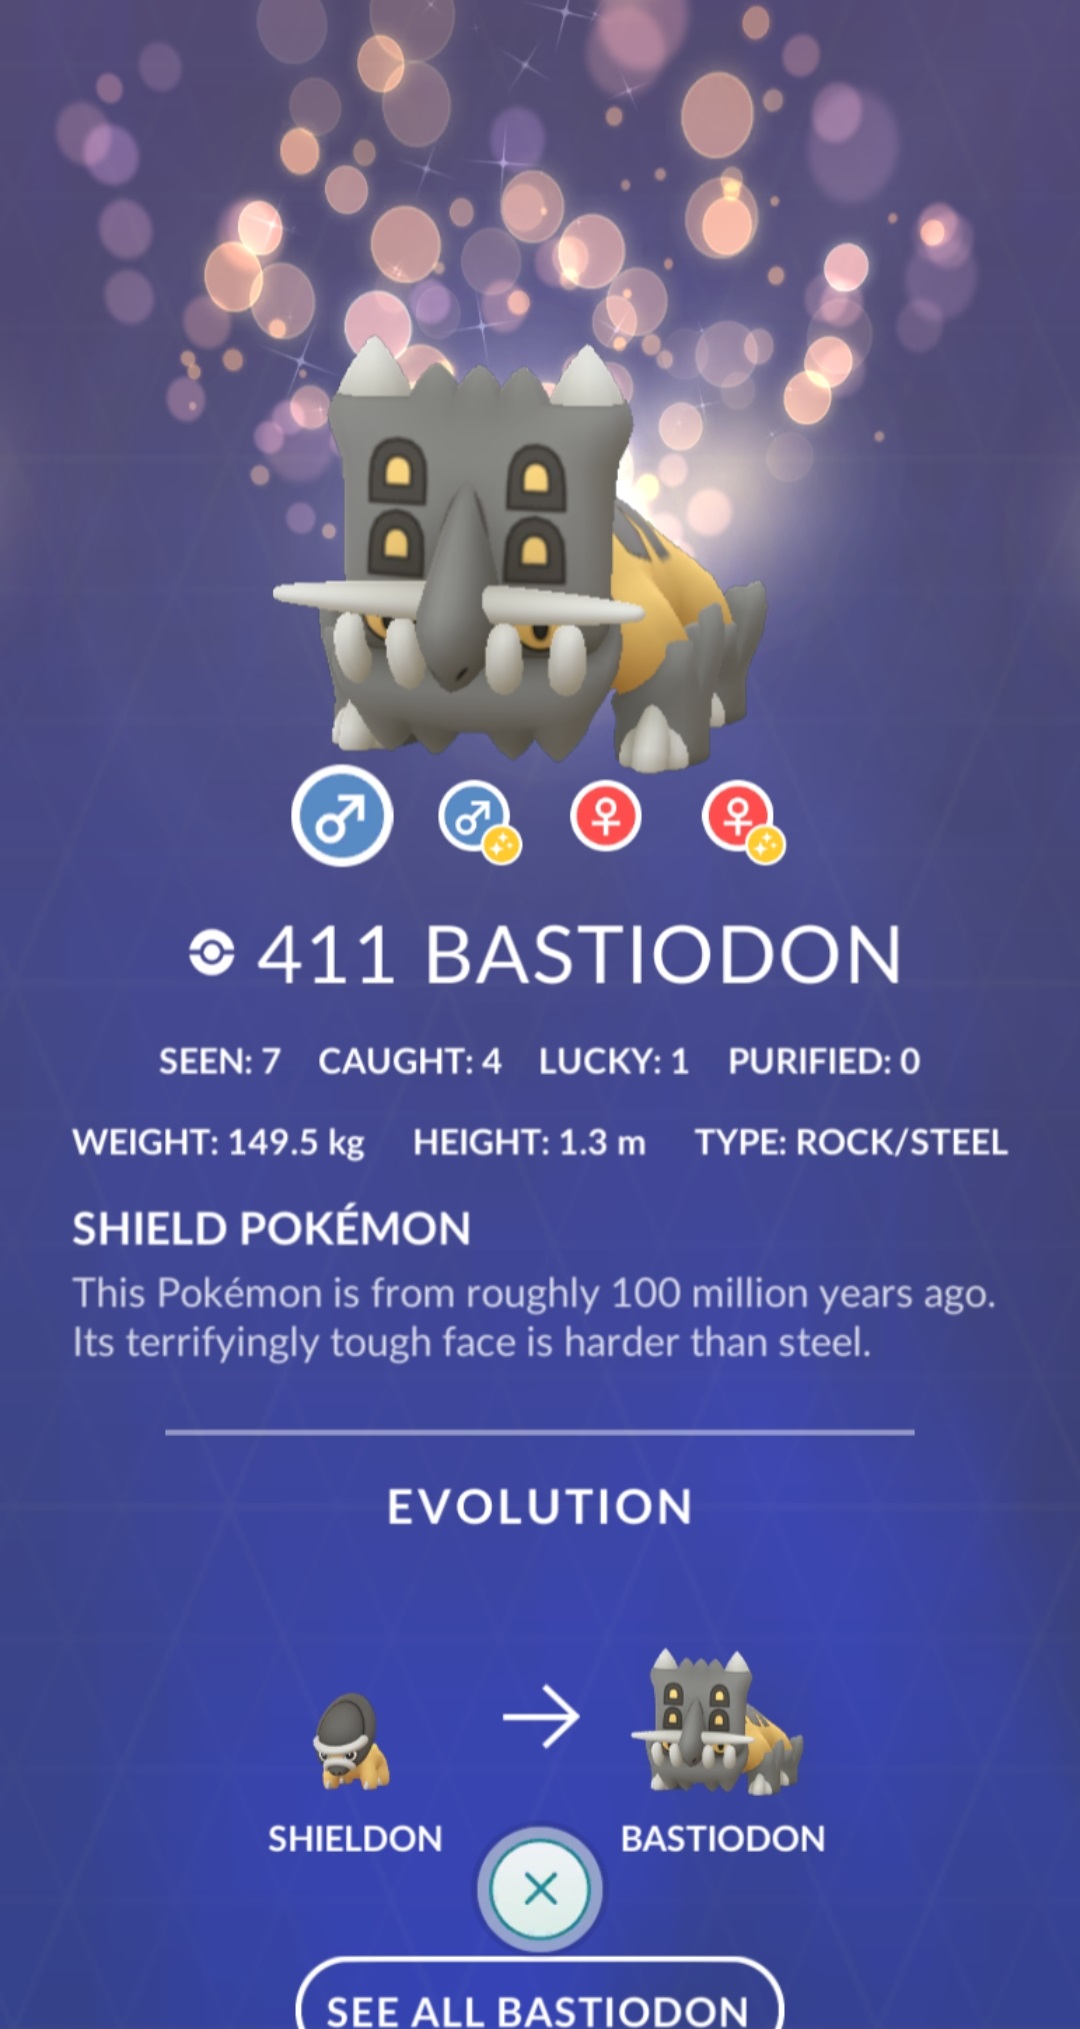 411 BASTIODON
SEEN: 7 CAUGHT: 4 LUCKY: 1 PURIFIED: 0
WEIGHT: 149.5 kg HEIGHT: 1.3 m TYPE: ROCK/STEEL
SHIELD POKÉMON
This Pokémon is from roughly 100 million years ago.
Its terrifyingly tough face is harder than steel.
EVOLUTION
SHIELDON BASTIODON
SEE ALL BASTIODON